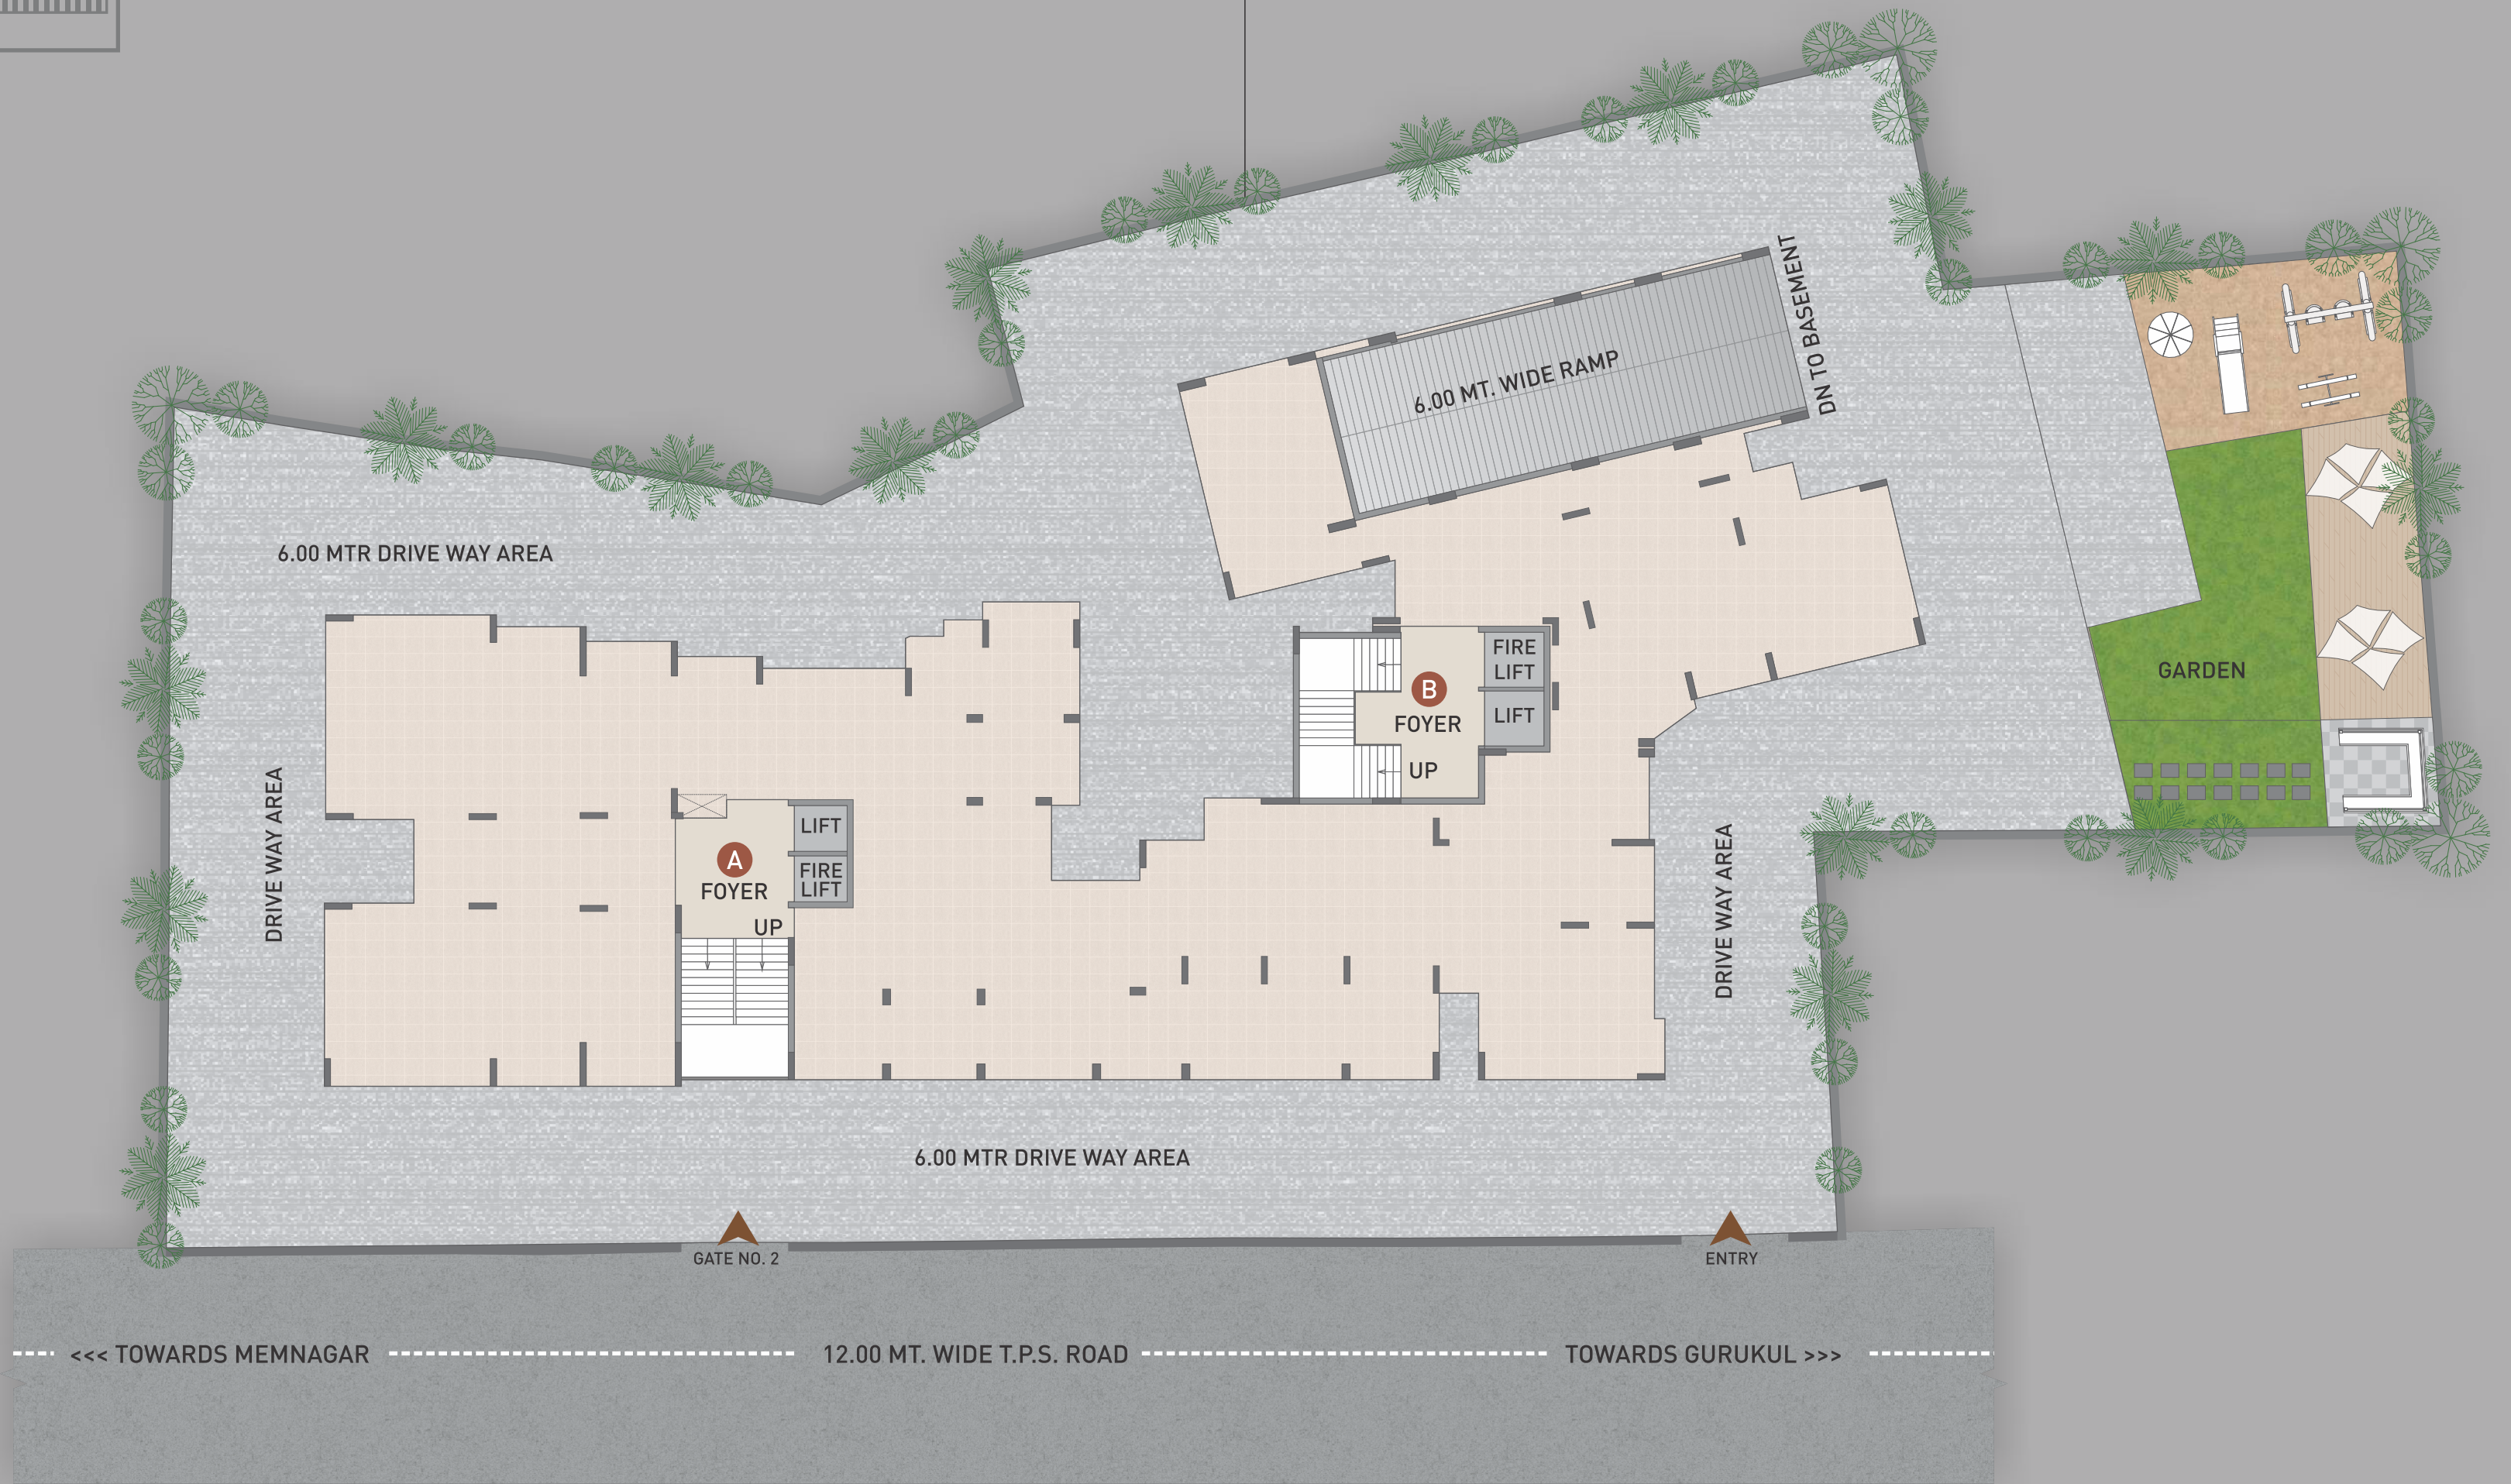 DN TO BASEMENT
6.00 MT. WIDE RAMP
6.00 MTR DRIVE WAY AREA
FIRE
LIFT
B
FOYER
LIFT
UP
GARDEN
DRIVE WAY AREA
LIFT
A
FOYER
FIRE
LIFT
UP
DRIVE WAY AREA
6.00 MTR DRIVE WAY AREA
GATE NO. 2
ENTRY
<<< TOWARDS MEMNAGAR
12.00 MT. WIDE T.P.S. ROAD
TOWARDS GURUKUL >>>